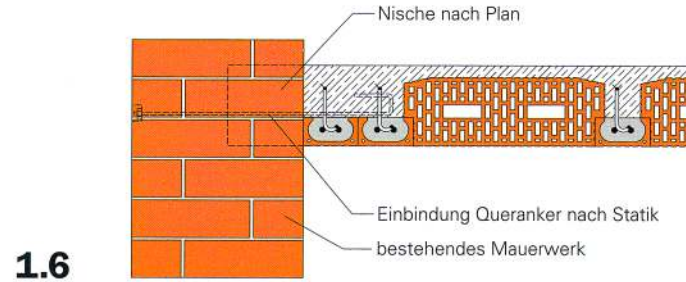 Nische nach Plan
Einbindung Queranker nach Statik
bestehendes Mauerwerk
1.6